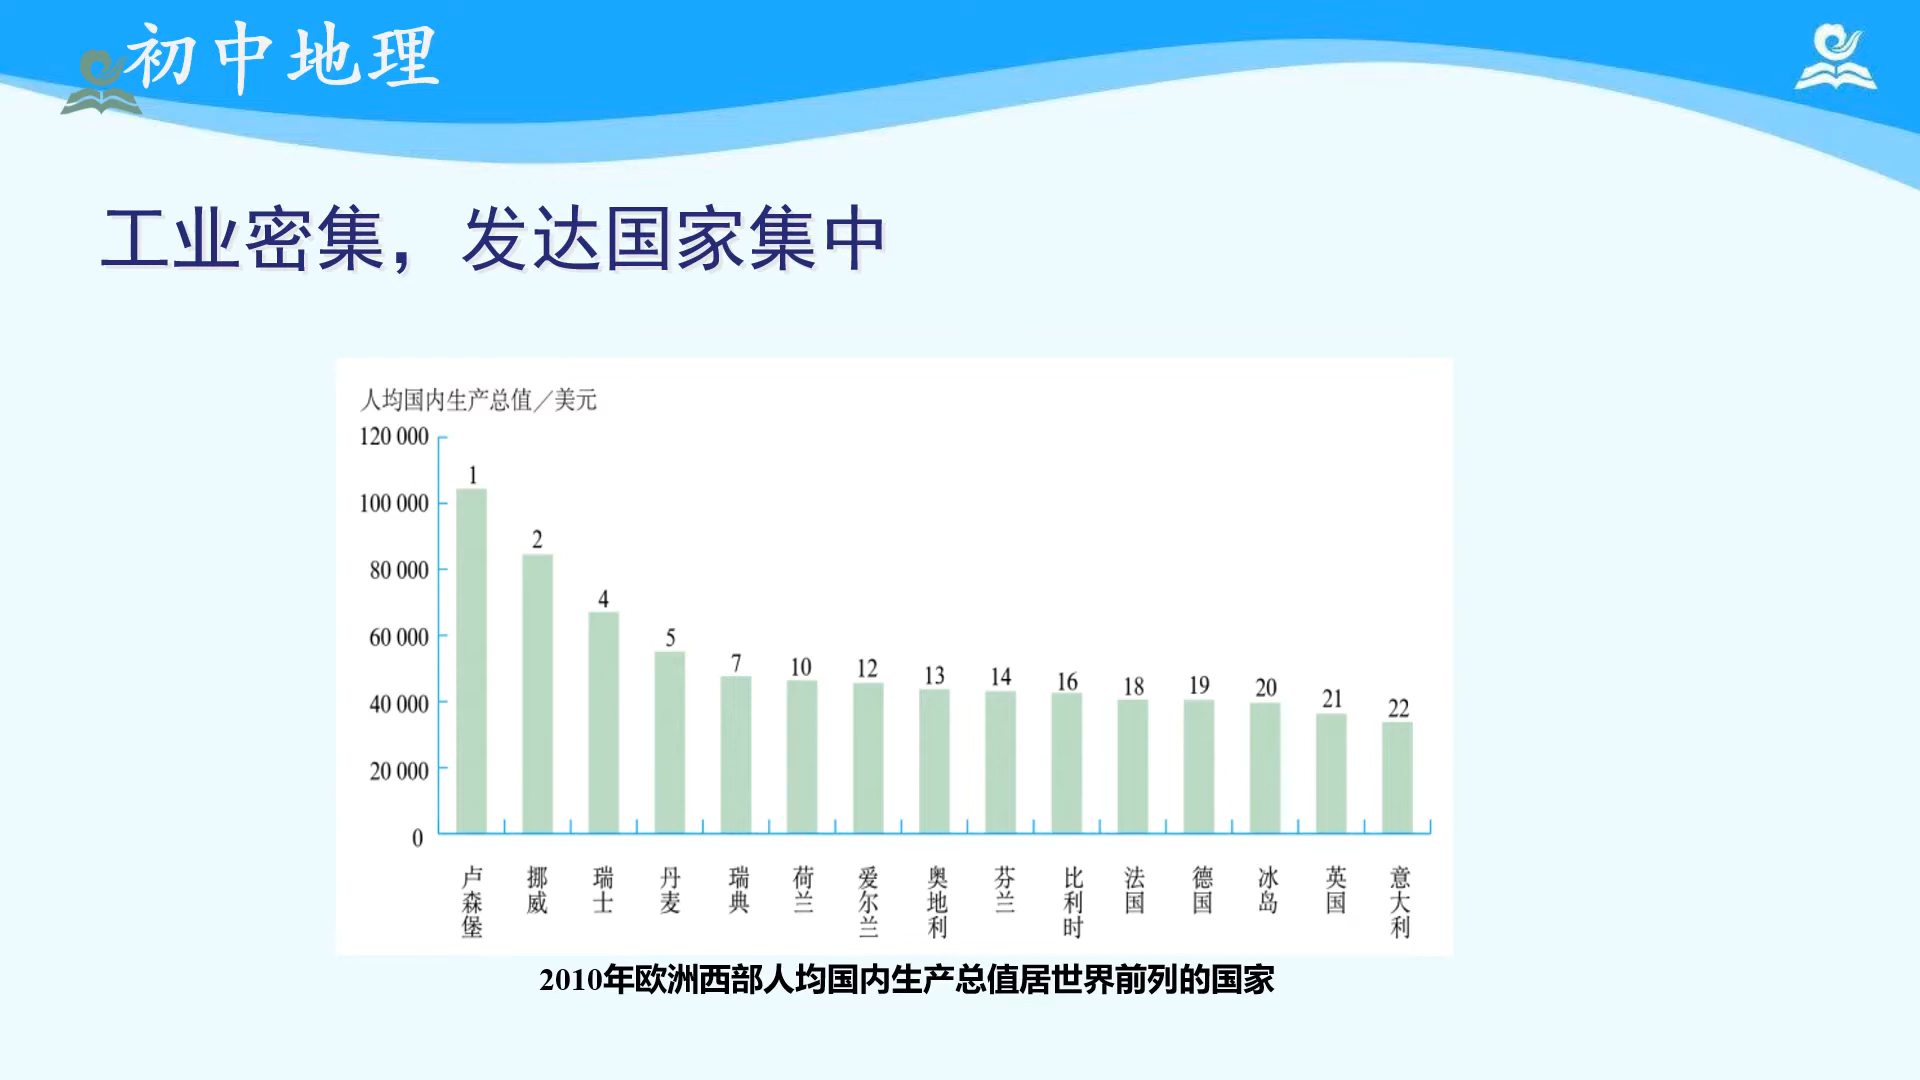 初中地理
工业密集，发达国家集中
人均国内生产总值／美元
120 000
100 000
80 000
60 000
40 000
20 000
0
1
2
4
5
7
10
12
13
14
16
18
19
20
21
22
卢森堡
挪威
瑞士
丹麦
瑞典
荷兰
爱尔兰
奥地利
芬兰
比利时
法国
德国
冰岛
英国
意大利
2010年欧洲西部人均国内生产总值居世界前列的国家